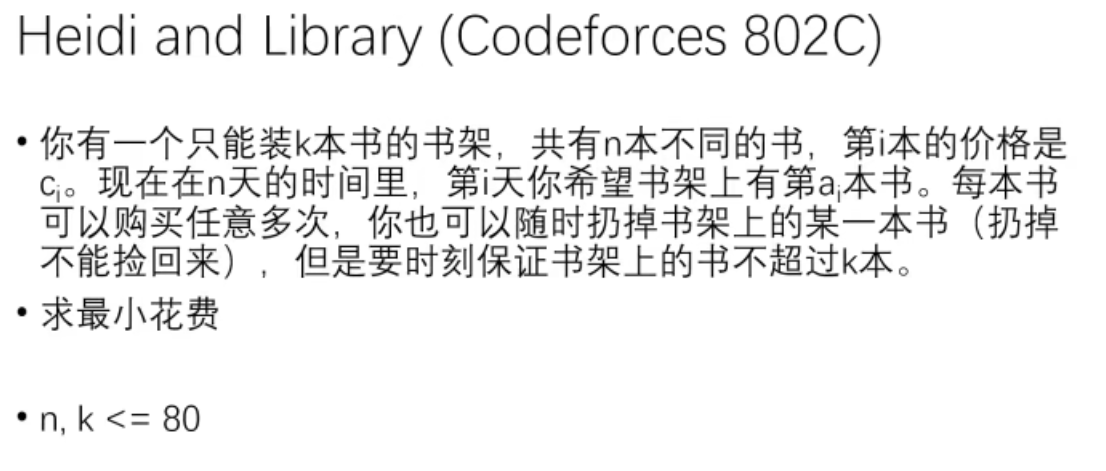 Heidi and Library (Codeforces 802C)
• 你有一个只能装k本书的书架，共有n本不同的书，第i本的价格是
cᵢ。现在在n天的时间里，第i天你希望书架上有第aᵢ本书。每本书
可以购买任意多次，你也可以随时扔掉书架上的某一本书（扔掉
不能捡回来），但是要时刻保证书架上的书不超过k本。
• 求最小花费
• n, k <= 80